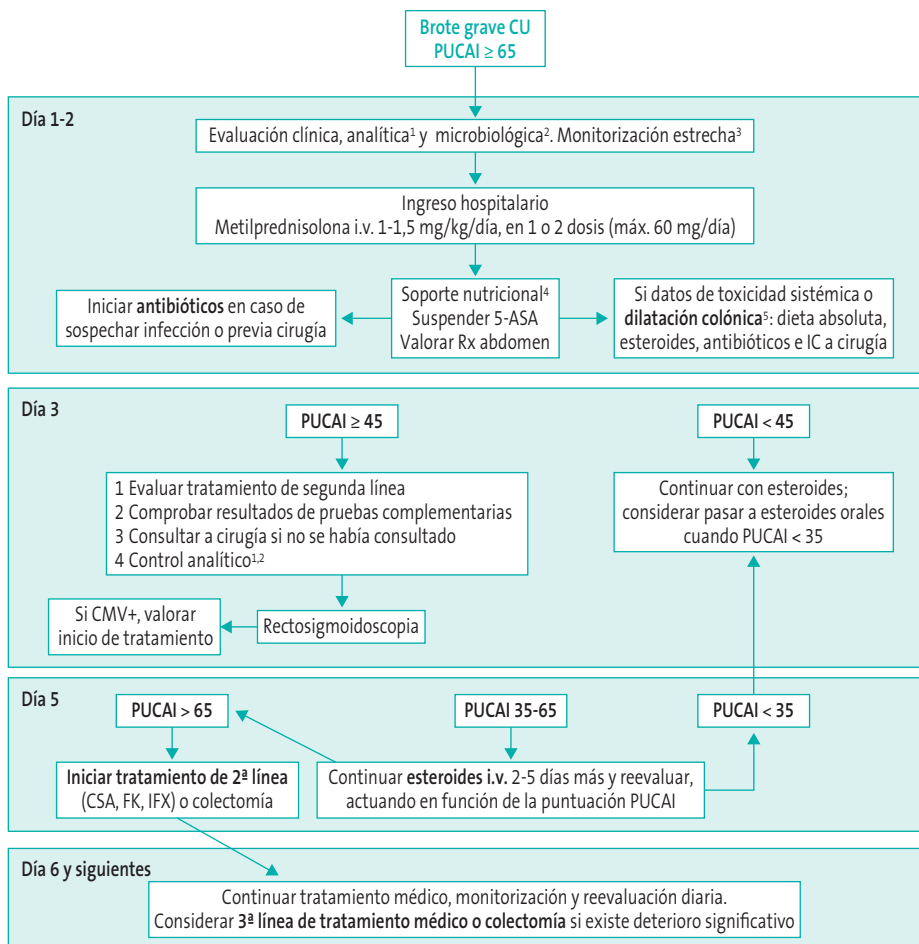 Brote grave CU
PUCAI ≥ 65
Día 1-2
Evaluación clínica, analítica¹ y microbiológica². Monitorización estrecha³
Ingreso hospitalario
Metilprednisolona i.v. 1-1,5 mg/kg/día, en 1 o 2 dosis (máx. 60 mg/día)
Iniciar antibióticos en caso de
sospechar infección o previa cirugía
Soporte nutricional⁴
Suspender 5-ASA
Valorar Rx abdomen
Si datos de toxicidad sistémica o
dilatación colónica⁵: dieta absoluta,
esteroides, antibióticos e IC a cirugía
Día 3
PUCAI ≥ 45
PUCAI < 45
1 Evaluar tratamiento de segunda línea
2 Comprobar resultados de pruebas complementarias
3 Consultar a cirugía si no se había consultado
4 Control analítico¹,²
Continuar con esteroides;
considerar pasar a esteroides orales
cuando PUCAI < 35
Si CMV+, valorar
inicio de tratamiento
Rectosigmoidoscopia
Día 5
PUCAI > 65
PUCAI 35-65
PUCAI < 35
Iniciar tratamiento de 2ª línea
(CSA, FK, IFX) o colectomía
Continuar esteroides i.v. 2-5 días más y reevaluar,
actuando en función de la puntuación PUCAI
Día 6 y siguientes
Continuar tratamiento médico, monitorización y reevaluación diaria.
Considerar 3ª línea de tratamiento médico o colectomía si existe deterioro significativo